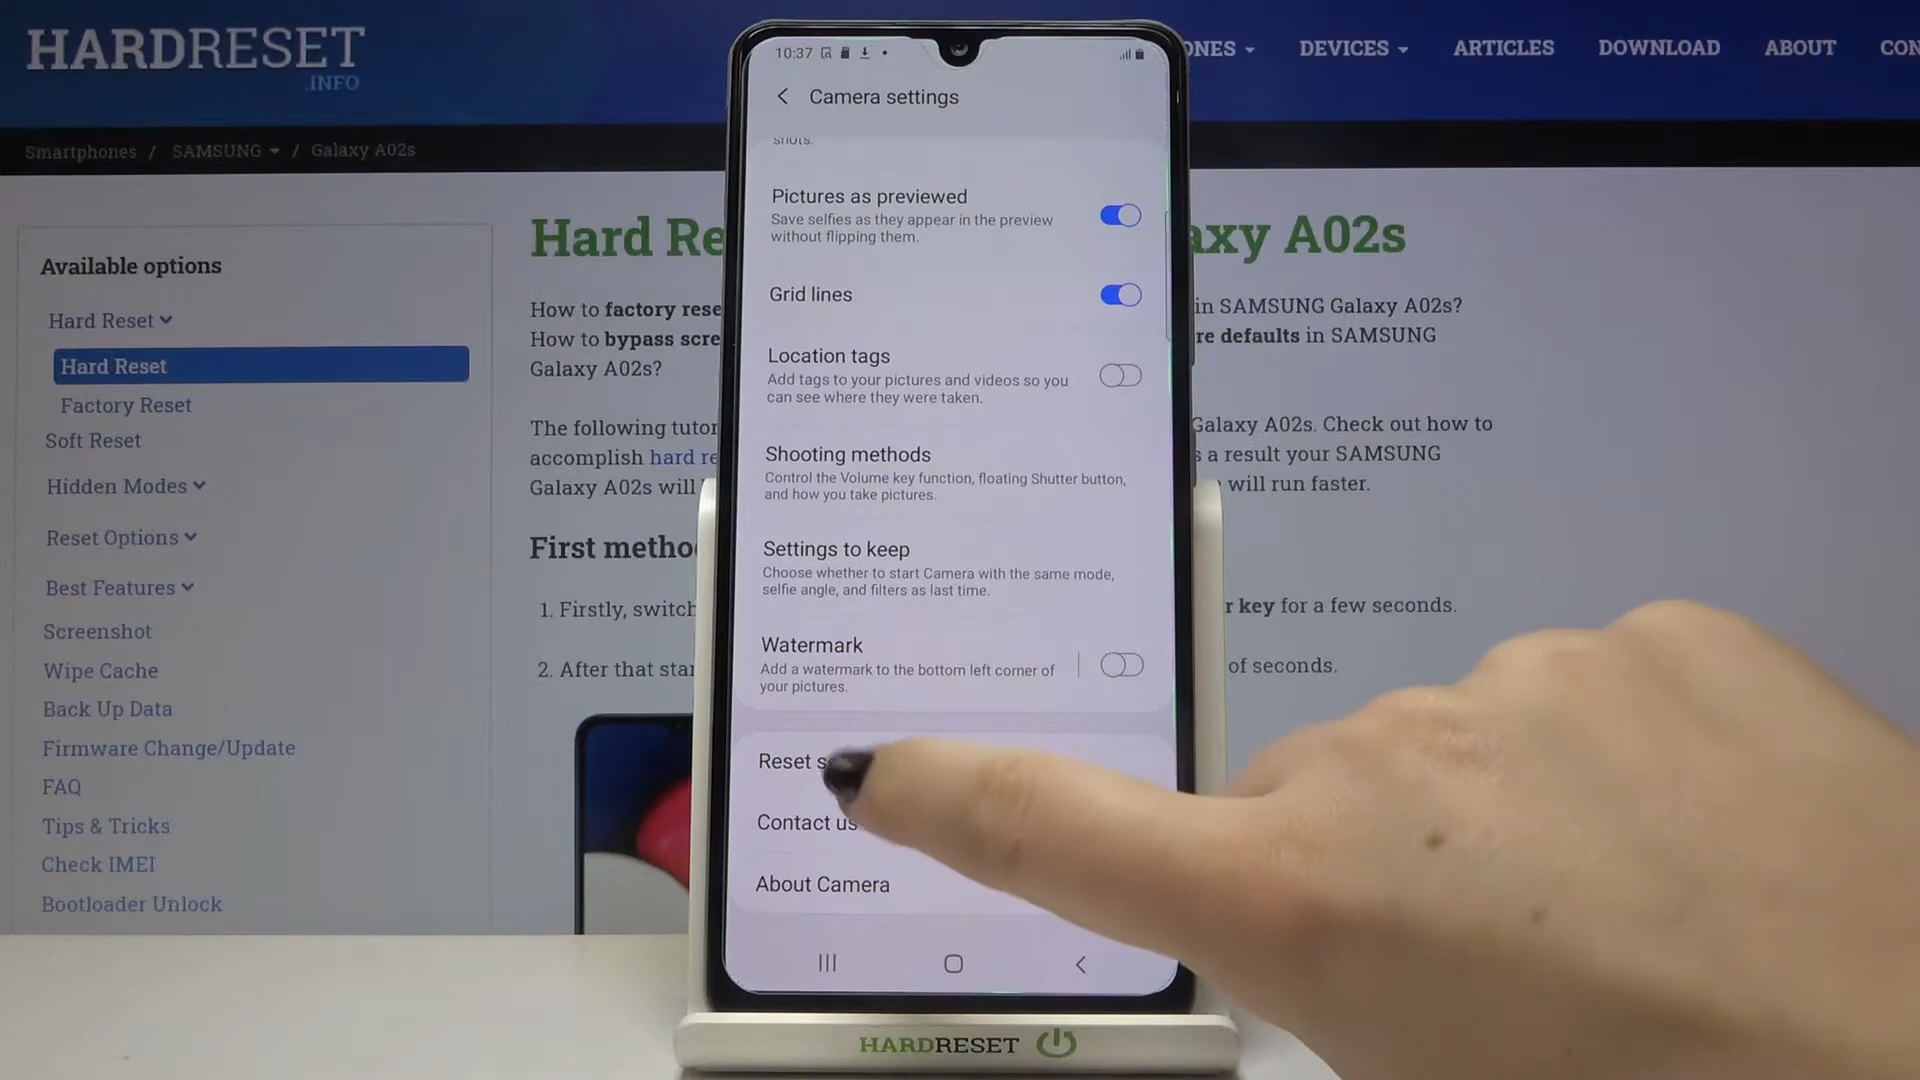 HARDRESET
.INFO
DEVICES
ARTICLES
DOWNLOAD
ABOUT
Smartphones / SAMSUNG / Galaxy A02s
Available options
Hard Reset
Hard Reset
Factory Reset
Soft Reset
Hidden Modes
Reset Options
Best Features
Screenshot
Wipe Cache
Back Up Data
Firmware Change/Update
FAQ
Tips & Tricks
Check IMEI
Bootloader Unlock
Hard Re
axy A02s
How to factory rese
in SAMSUNG Galaxy A02s?
How to bypass scre
re defaults in SAMSUNG
Galaxy A02s?
The following tutor
Galaxy A02s. Check out how to
accomplish hard re
s a result your SAMSUNG
Galaxy A02s will
will run faster.
First metho
1. Firstly, switch
r key for a few seconds.
2. After that star
of seconds.
10:37
Camera settings
shots.
Pictures as previewed
Save selfies as they appear in the preview
without flipping them.
Grid lines
Location tags
Add tags to your pictures and videos so you
can see where they were taken.
Shooting methods
Control the Volume key function, floating Shutter button,
and how you take pictures.
Settings to keep
Choose whether to start Camera with the same mode,
selfie angle, and filters as last time.
Watermark
Add a watermark to the bottom left corner of
your pictures.
Reset s
Contact us
About Camera
HARDRESET